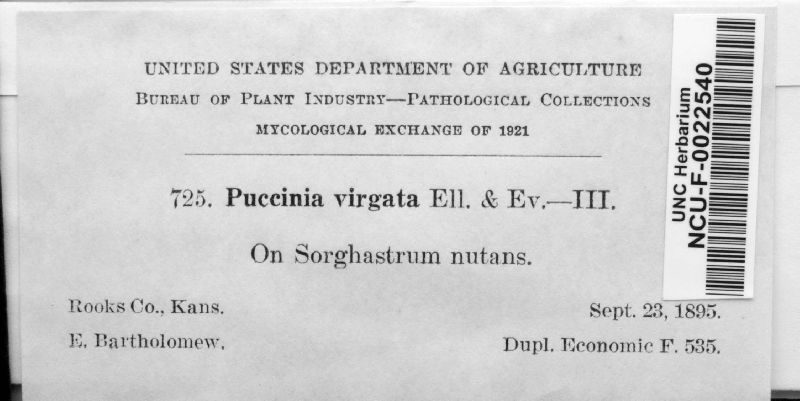 UNITED STATES DEPARTMENT OF AGRICULTURE
BUREAU OF PLANT INDUSTRY—PATHOLOGICAL COLLECTIONS
MYCOLOGICAL EXCHANGE OF 1921
725. Puccinia virgata Ell. & Ev.—III.
On Sorghastrum nutans.
Rooks Co., Kans.
Sept. 23, 1895.
E. Bartholomew.
Dupl. Economic F. 535.
UNC Herbarium
NCU-F-0022540